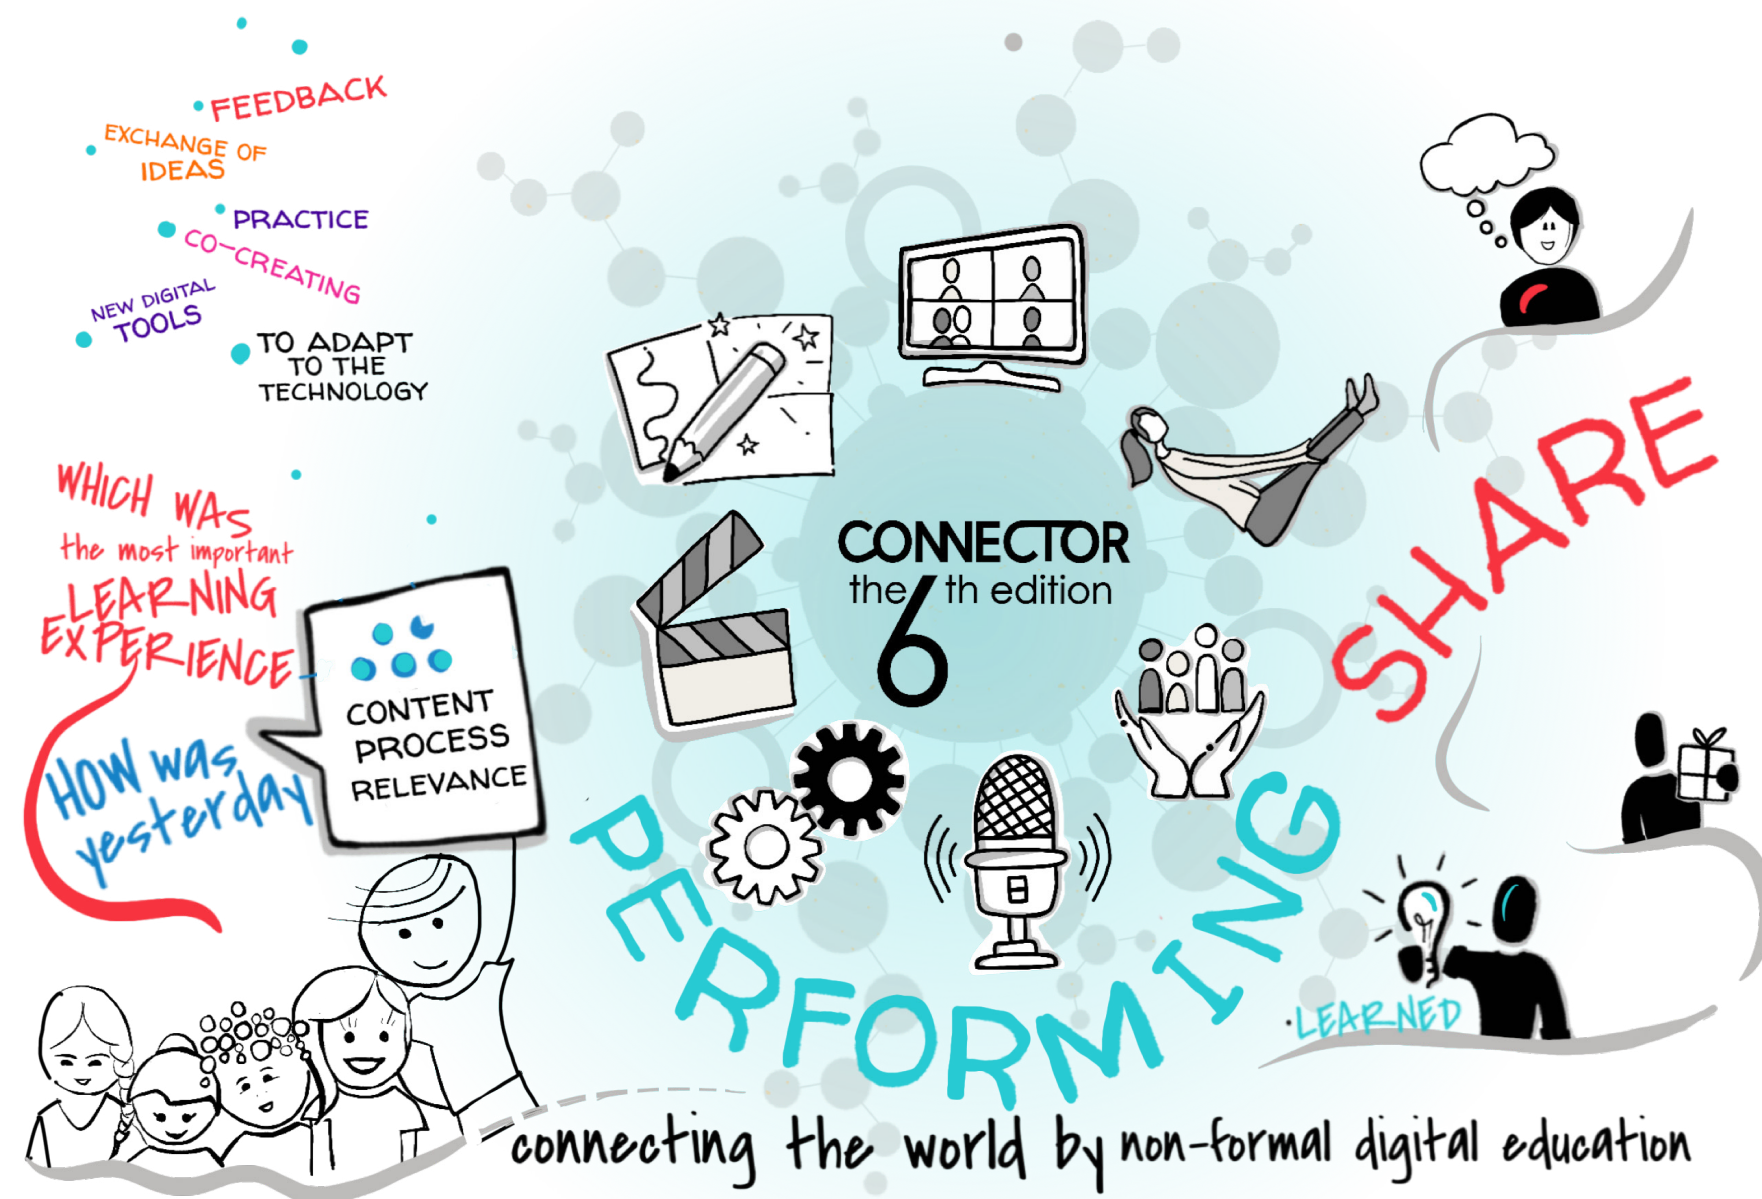 FEEDBACK
EXCHANGE OF
IDEAS
PRACTICE
CO-CREATING
NEW DIGITAL
TOOLS
TO ADAPT
TO THE
TECHNOLOGY
WHICH WAS
the most important
LEARNING
EXPERIENCE
HOW was
yesterday
CONTENT
PROCESS
RELEVANCE
CONNECTOR
the 6th edition
PERFORMING
SHARE
LEARNED
connecting the world by non-formal digital education